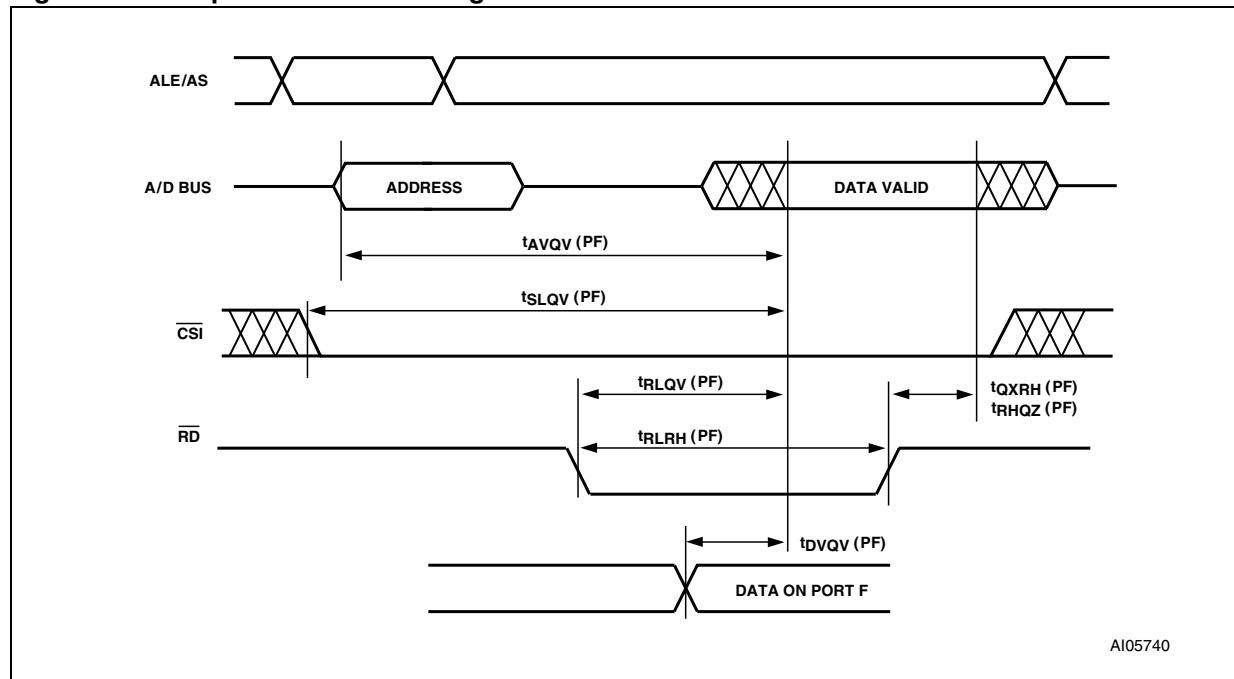 ALE/AS
A/D BUS
ADDRESS
DATA VALID
tAVQV (PF)
tSLQV (PF)
CSI
tRLQV (PF)
tQXRH (PF)
tRHQZ (PF)
RD
tRLRH (PF)
tDVQV (PF)
DATA ON PORT F
AI05740